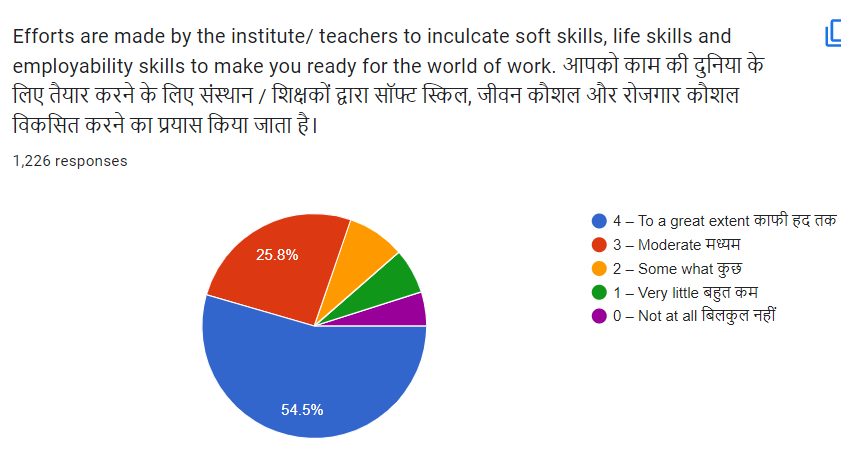 Efforts are made by the institute/ teachers to inculcate soft skills, life skills and
employability skills to make you ready for the world of work. आपको काम की दुनिया के
लिए तैयार करने के लिए संस्थान / शिक्षकों द्वारा सॉफ्ट स्किल, जीवन कौशल और रोजगार कौशल
विकसित करने का प्रयास किया जाता है।
1,226 responses
4 – To a great extent काफी हद तक
3 – Moderate मध्यम
2 – Some what कुछ
1 – Very little बहुत कम
0 – Not at all बिलकुल नहीं
25.8%
54.5%